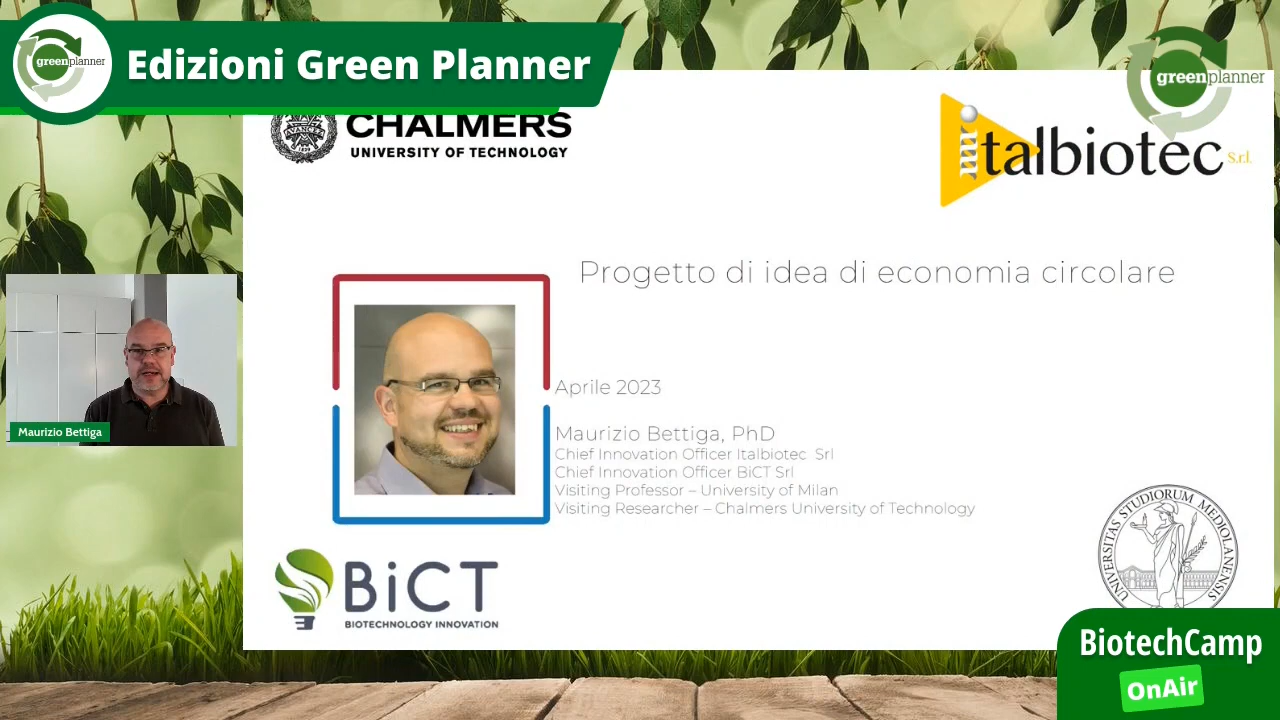 greenplanner
Edizioni Green Planner
greenplanner
AVANCEZ
CHALMERS
UNIVERSITY OF TECHNOLOGY
italbiotec s.r.l.
Progetto di idea di economia circolare
Aprile 2023
Maurizio Bettiga, PhD
Chief Innovation Officer Italbiotec Srl
Chief Innovation Officer BiCT Srl
Visiting Professor – University of Milan
Visiting Researcher – Chalmers University of Technology
Maurizio Bettiga
UNIVERSITAS STUDIORUM MEDIOLANENSIS
BiCT
BIOTECHNOLOGY INNOVATION
BiotechCamp
OnAir